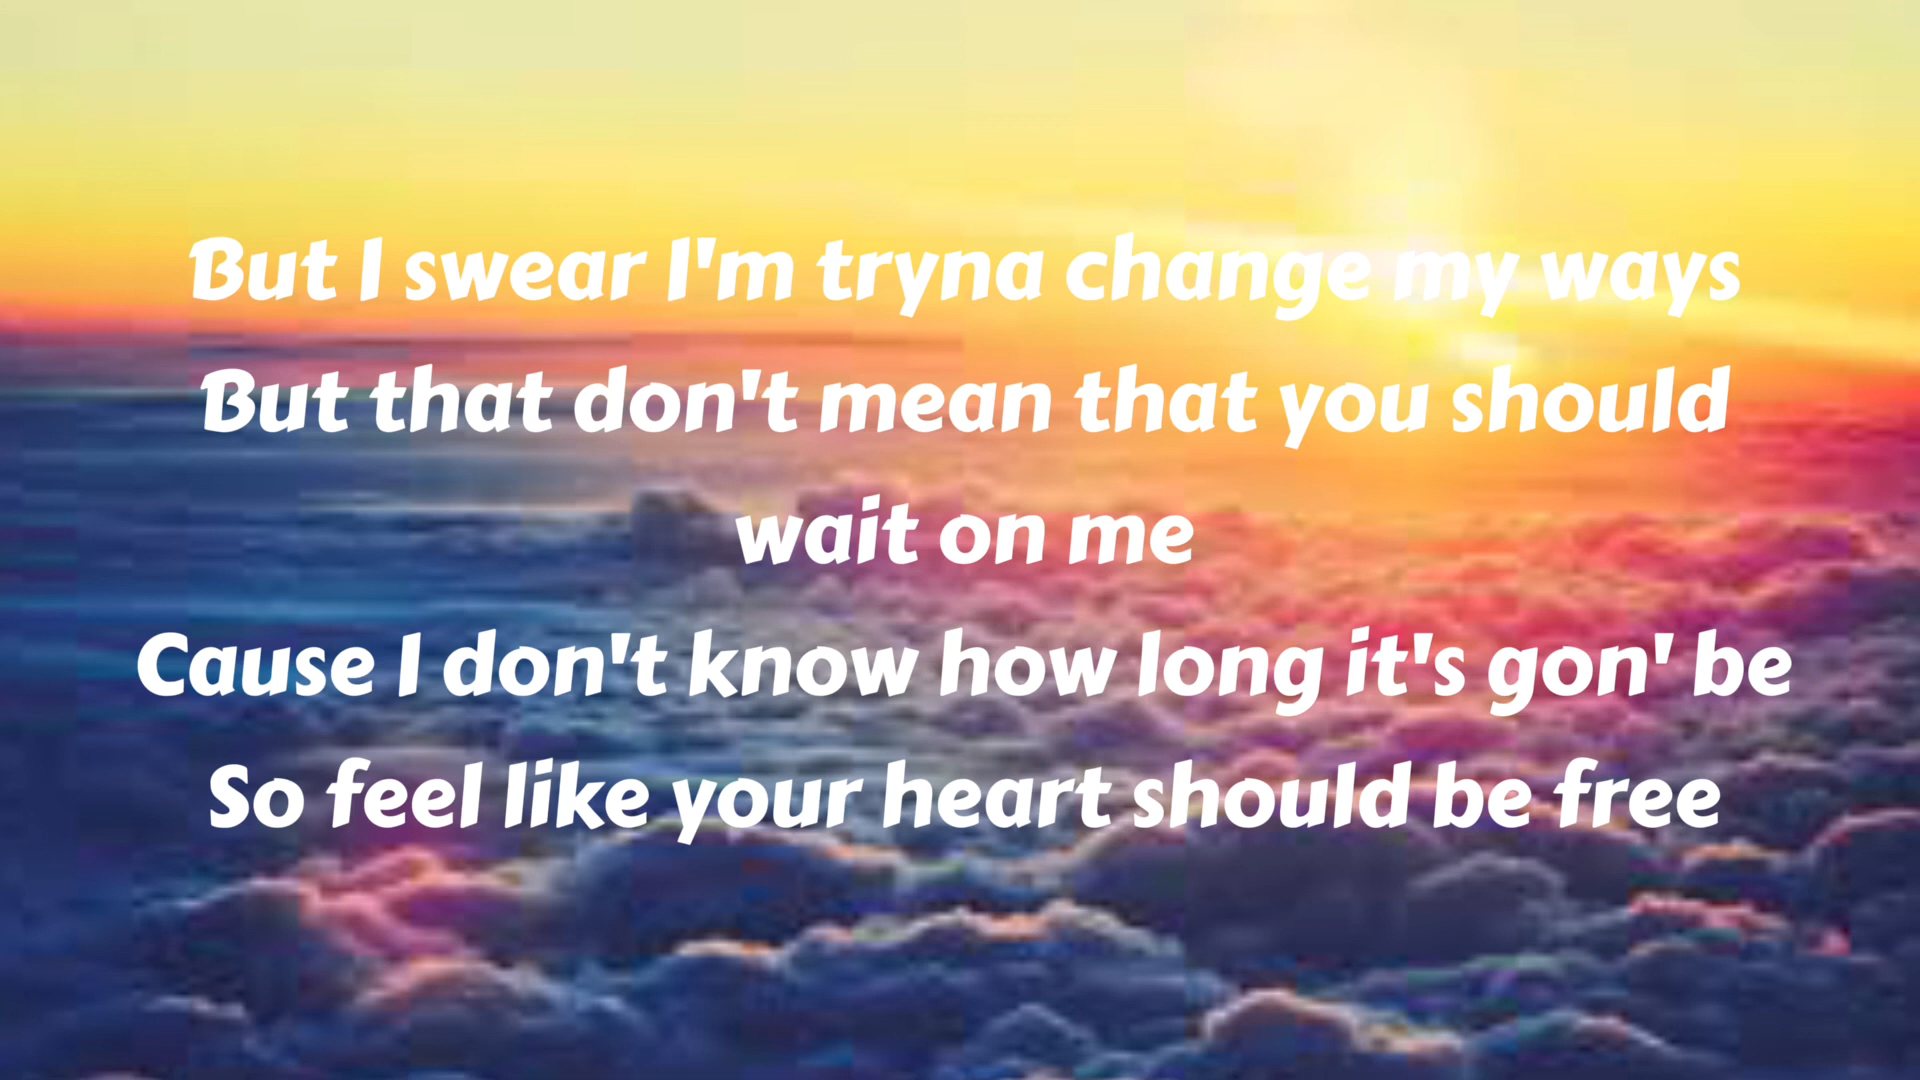 But I swear I'm tryna change my ways
But that don't mean that you should
wait on me
Cause I don't know how long it's gon' be
So feel like your heart should be free